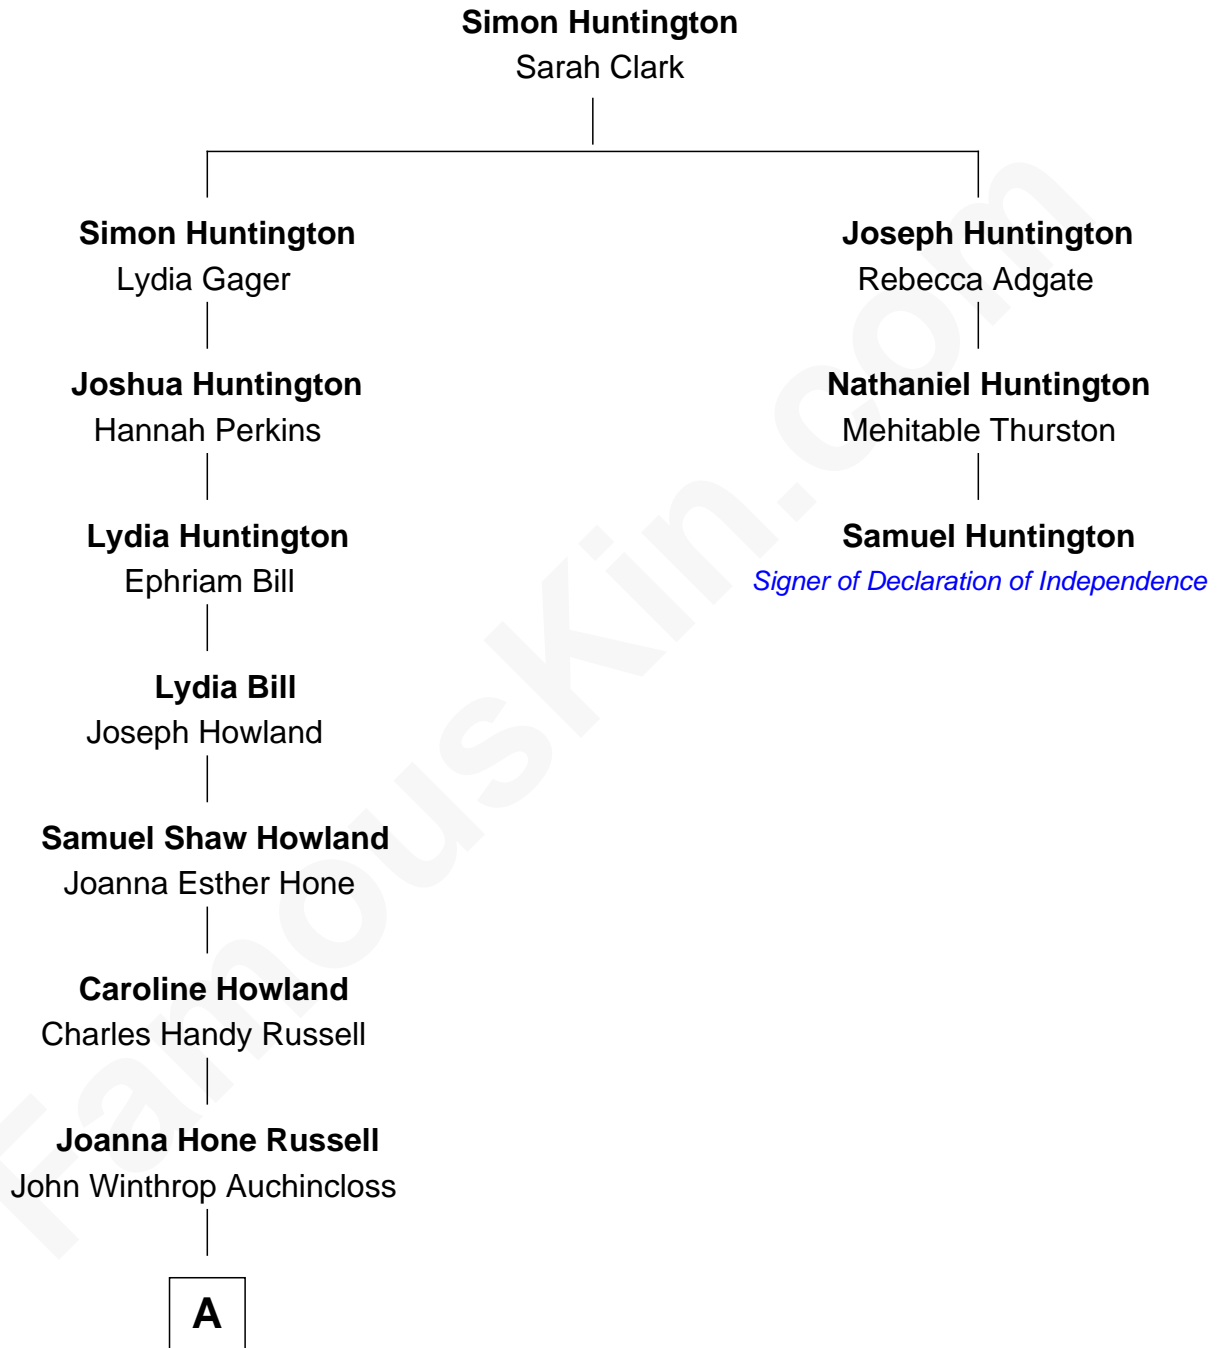 Simon Huntington
Sarah Clark
Simon Huntington
Lydia Gager
Joseph Huntington
Rebecca Adgate
Joshua Huntington
Hannah Perkins
Nathaniel Huntington
Mehitable Thurston
Lydia Huntington
Ephriam Bill
Samuel Huntington
Signer of Declaration of Independence
Lydia Bill
Joseph Howland
Samuel Shaw Howland
Joanna Esther Hone
Caroline Howland
Charles Handy Russell
Joanna Hone Russell
John Winthrop Auchincloss
A
FamousKin.com